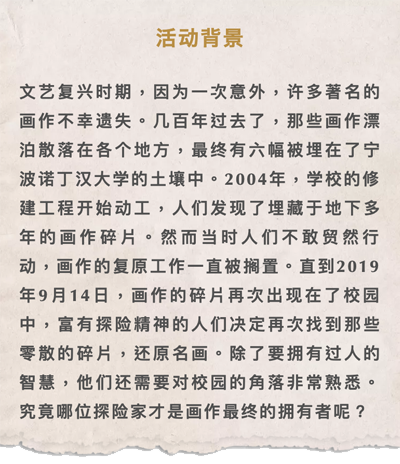 活动背景
文艺复兴时期，因为一次意外，许多著名的
画作不幸遗失。几百年过去了，那些画作漂
泊散落在各个地方，最终有六幅被埋在了宁
波诺丁汉大学的土壤中。2004年，学校的修
建工程开始动工，人们发现了埋藏于地下多
年的画作碎片。然而当时人们不敢贸然行
动，画作的复原工作一直被搁置。直到2019
年9月14日，画作的碎片再次出现在了校园
中，富有探险精神的人们决定再次找到那些
零散的碎片，还原名画。除了要拥有过人的
智慧，他们还需要对校园的角落非常熟悉。
究竟哪位探险家才是画作最终的拥有者呢？